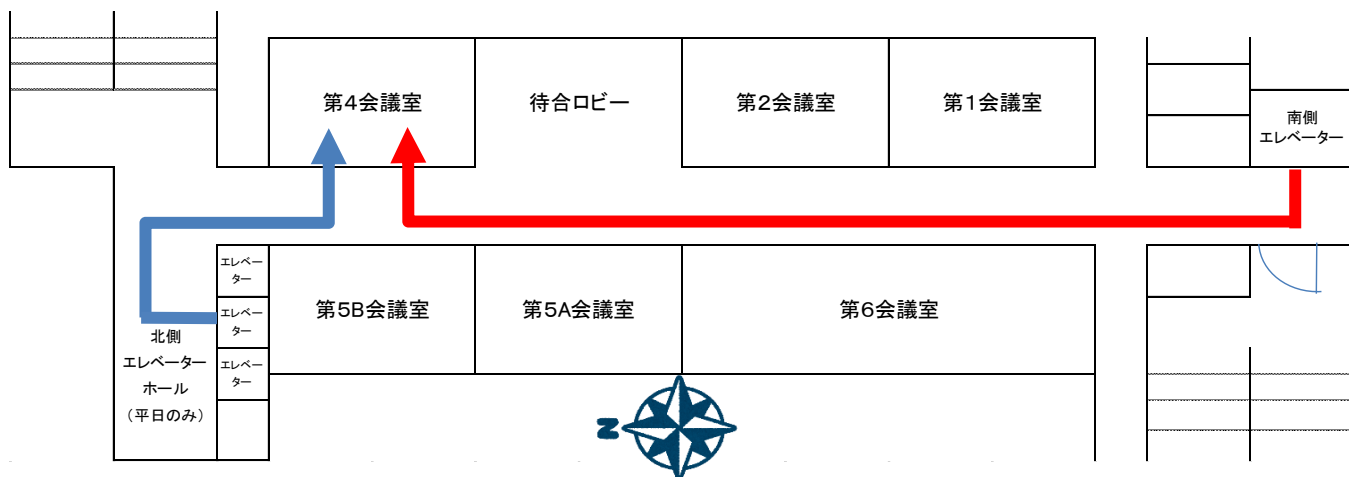 第4会議室
待合ロビー
第2会議室
第1会議室
南側
エレベーター
エレベー
ター
エレベー
ター
エレベー
ター
第5B会議室
第5A会議室
第6会議室
北側
エレベーター
ホール
（平日のみ）
N